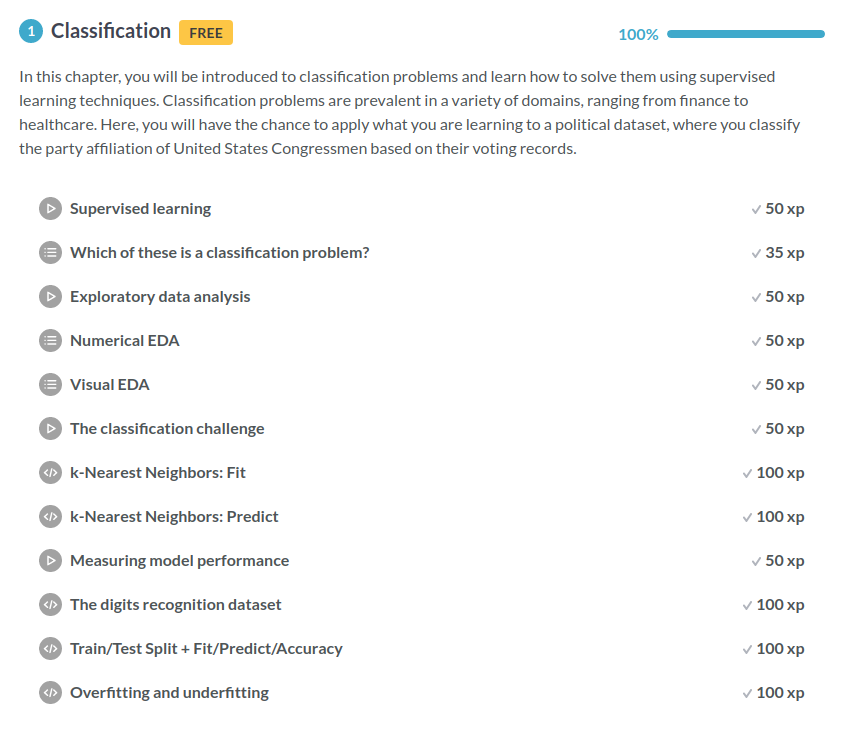 1 Classification FREE 100%
In this chapter, you will be introduced to classification problems and learn how to solve them using supervised
learning techniques. Classification problems are prevalent in a variety of domains, ranging from finance to
healthcare. Here, you will have the chance to apply what you are learning to a political dataset, where you classify
the party affiliation of United States Congressmen based on their voting records.
Supervised learning 50 xp
Which of these is a classification problem? 35 xp
Exploratory data analysis 50 xp
Numerical EDA 50 xp
Visual EDA 50 xp
The classification challenge 50 xp
k-Nearest Neighbors: Fit 100 xp
k-Nearest Neighbors: Predict 100 xp
Measuring model performance 50 xp
The digits recognition dataset 100 xp
Train/Test Split + Fit/Predict/Accuracy 100 xp
Overfitting and underfitting 100 xp